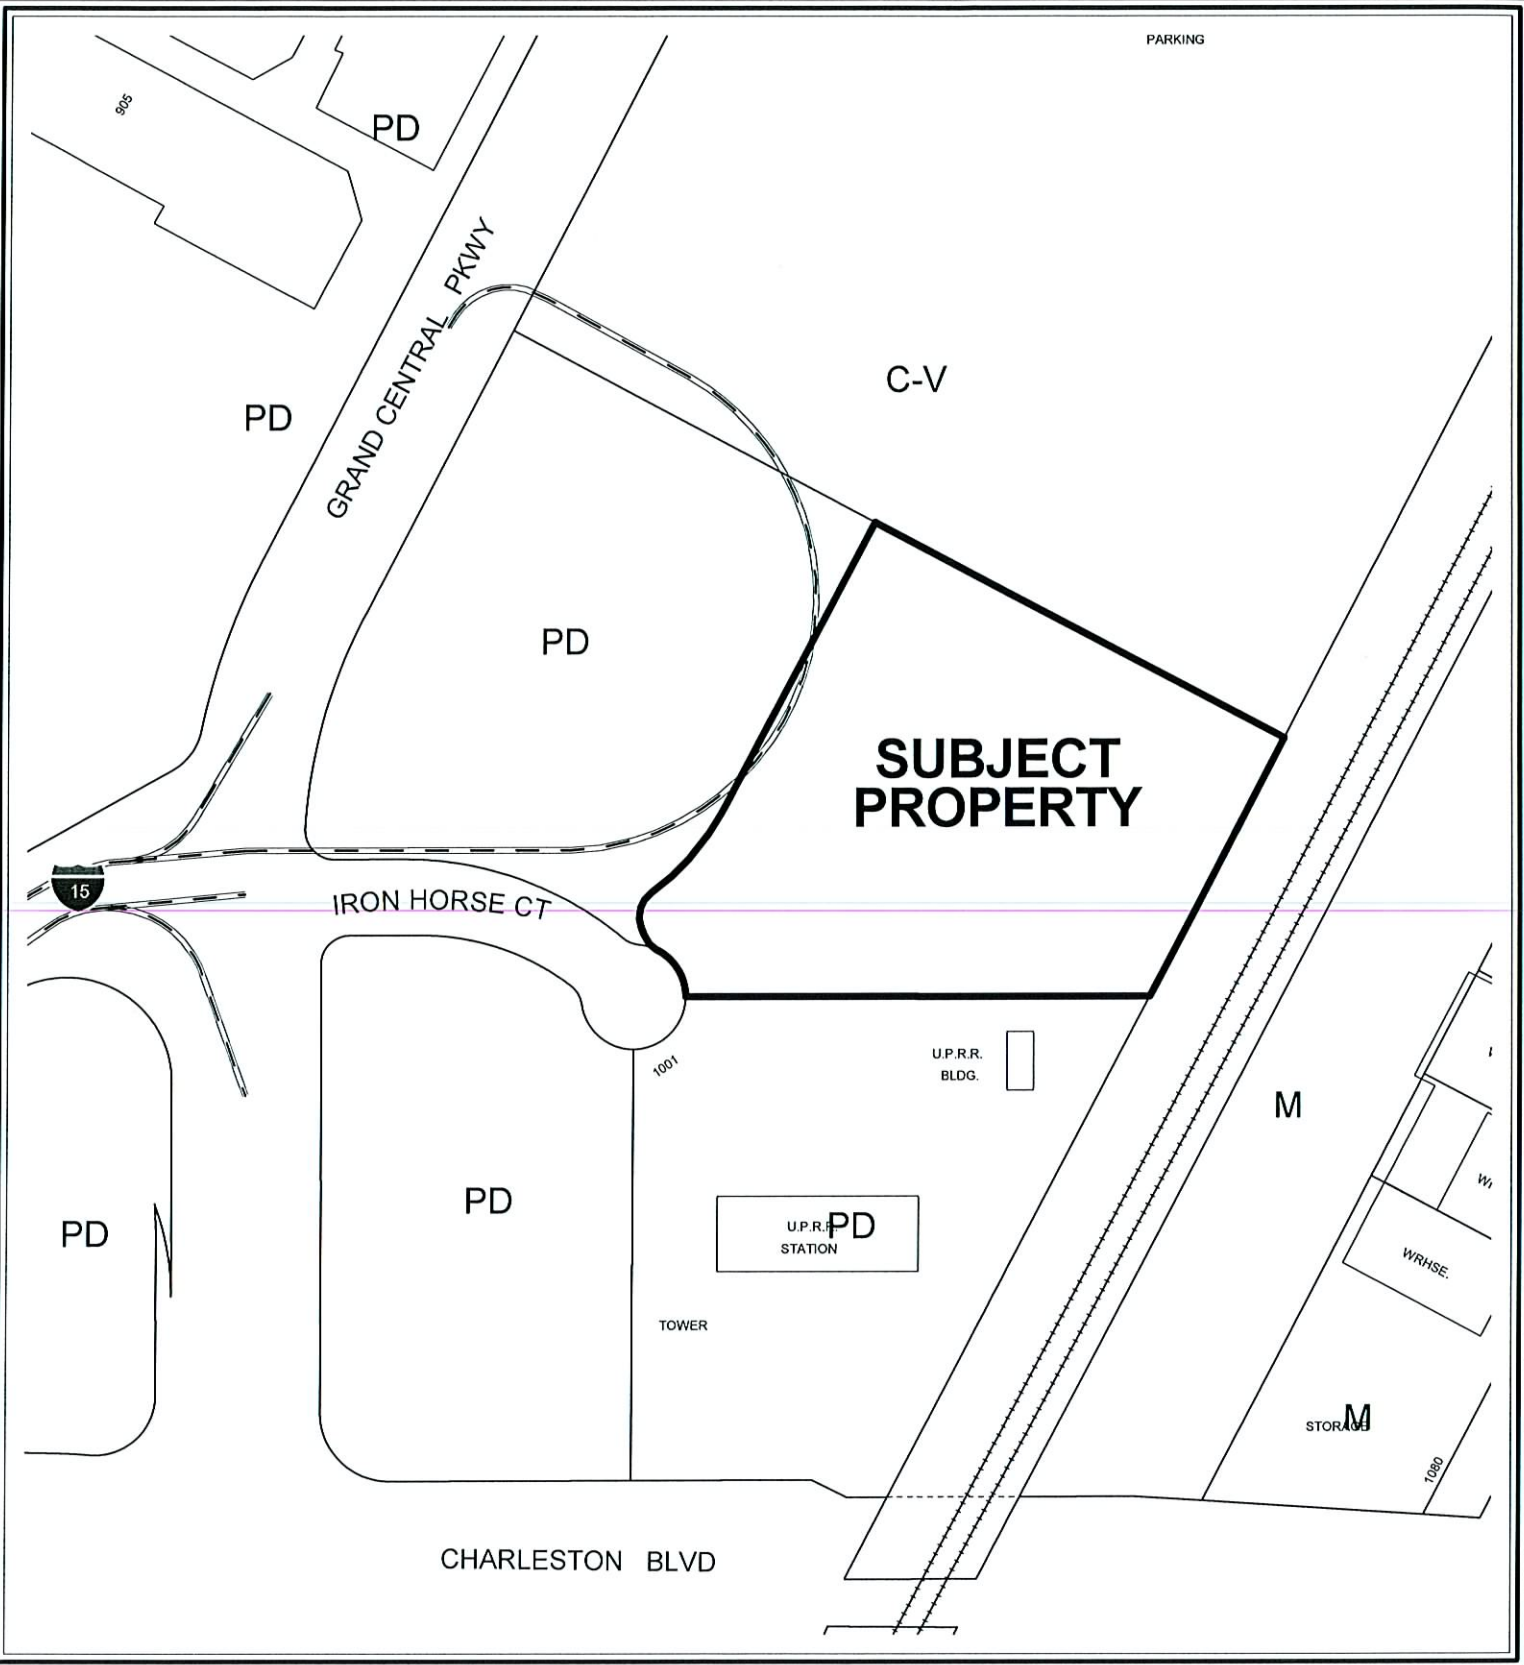 PARKING
905
PD
GRAND CENTRAL PKWY
C-V
PD
PD
SUBJECT
PROPERTY
15
IRON HORSE CT
1001
U.P.R.R.
BLDG.
M
PD
PD
U.P.R.R.
PD
STATION
WRHSE.
TOWER
STORAGE
M
1080
CHARLESTON BLVD